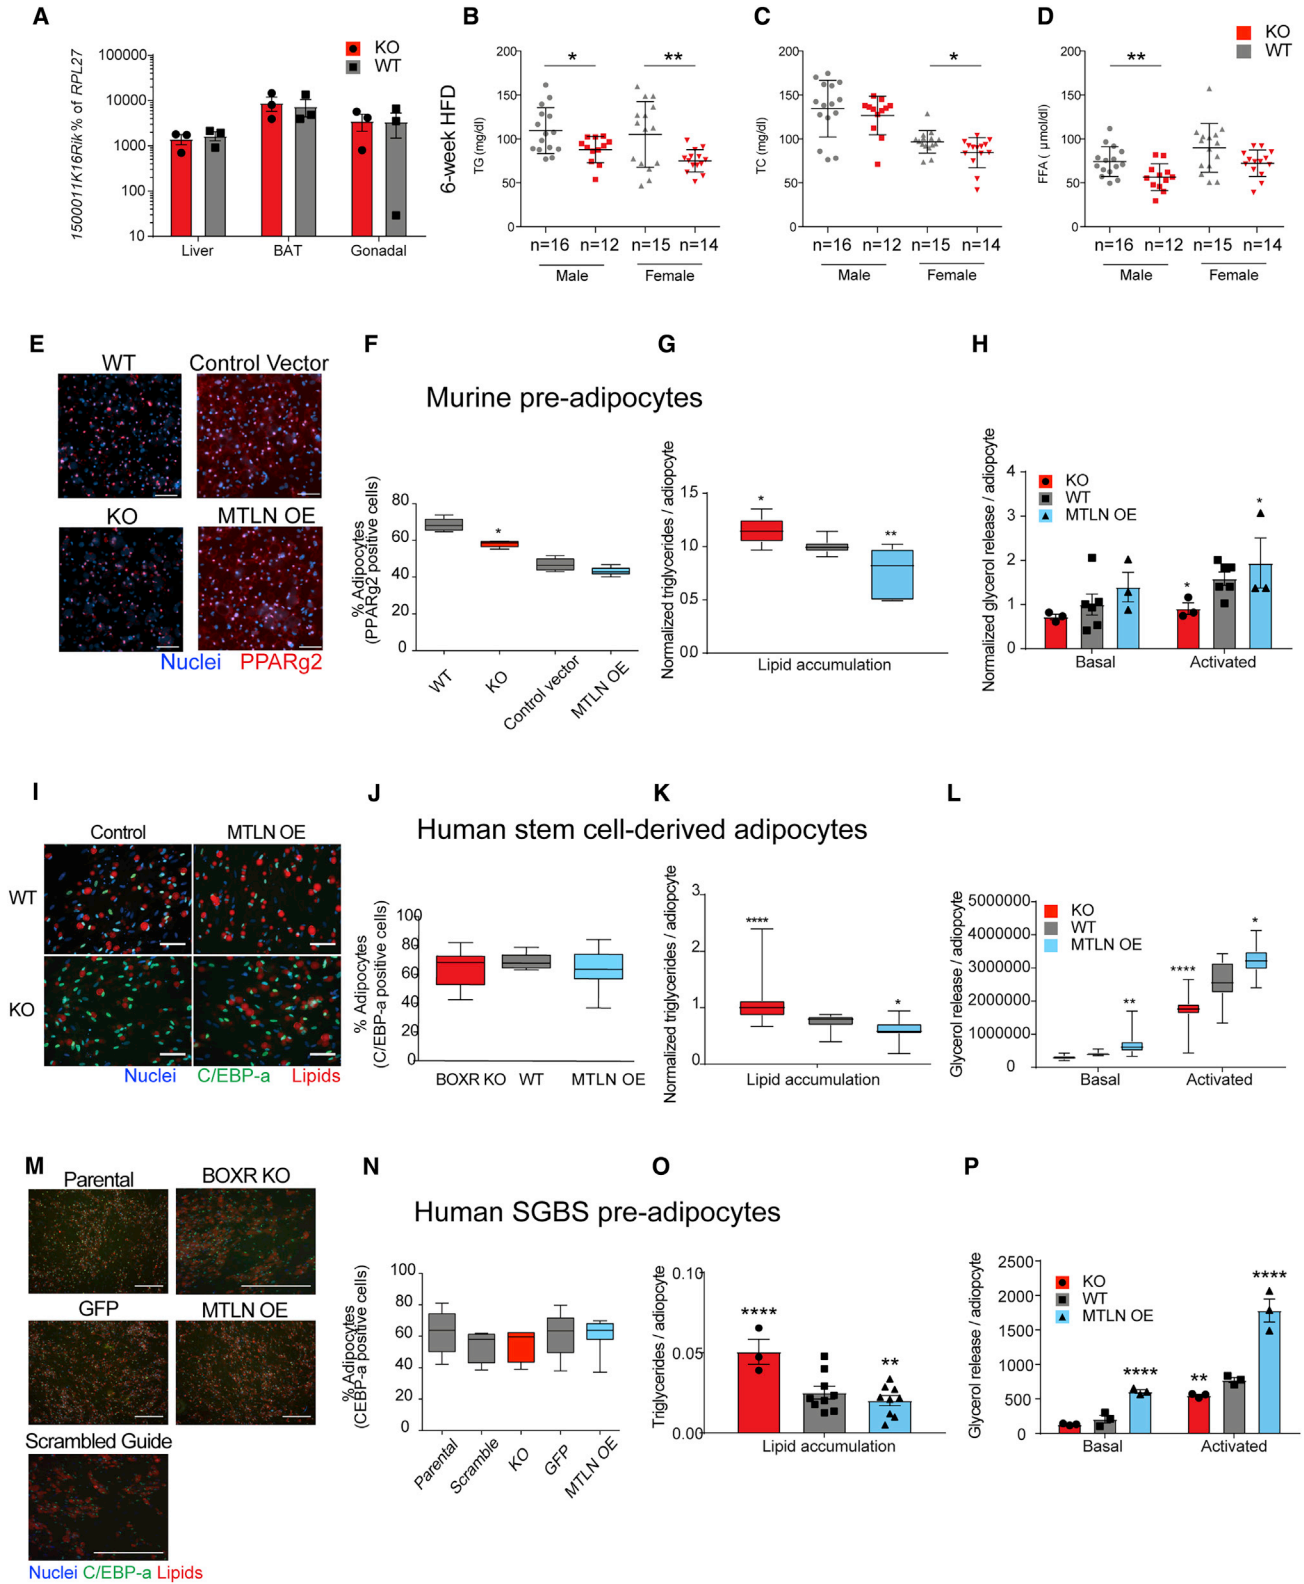 A
1500011K16Rik % of RPL27
100000
10000
1000
100
10
KO
WT
Liver BAT Gonadal
B
6-week HFD
TG (mg/dl)
200
150
100
50
0
* **
n=16 n=12 n=15 n=14
Male Female
C
TC (mg/dl)
200
150
100
50
0
*
n=16 n=12 n=15 n=14
Male Female
D
KO
WT
FFA ( µmol/dl)
200
150
100
50
0
**
n=16 n=12 n=15 n=14
Male Female
E
WT Control Vector
KO MTLN OE
Nuclei PPARg2
Murine pre-adipocytes
F
% Adipocytes
(PPARg2 positive cells)
80
60
40
20
0
*
WT KO Control vector MTLN OE
G
Normalized triglycerides / adiopcyte
15
10
0.5
0.0
* **
Lipid accumulation
H
Normalized glycerol release / adiopcyte
4
3
2
1
0
KO
WT
MTLN OE
* *
Basal Activated
I
Control MTLN OE
WT
KO
Nuclei C/EBP-a Lipids
Human stem cell-derived adipocytes
J
% Adipocytes
(C/EBP-a positive cells)
100
80
60
40
20
0
BOXR KO WT MTLN OE
K
Normalized triglycerides / adiopcyte
3
2
1
0
**** *
Lipid accumulation
L
Glycerol release / adiopcyte
5000000
4000000
3000000
2000000
1000000
0
KO
WT
MTLN OE
** **** *
Basal Activated
M
Parental BOXR KO
GFP MTLN OE
Scrambled Guide
Nuclei C/EBP-a Lipids
Human SGBS pre-adipocytes
N
% Adipocytes
(CEBP-a positive cells)
100
80
60
40
20
0
Parental Scramble KO GFP MTLN OE
O
Triglycerides / adiopcyte
0.10
0.05
0.00
**** **
Lipid accumulation
P
Glycerol release / adiopcyte
2500
2000
1500
1000
500
0
KO
WT
MTLN OE
**** ** ****
Basal Activated